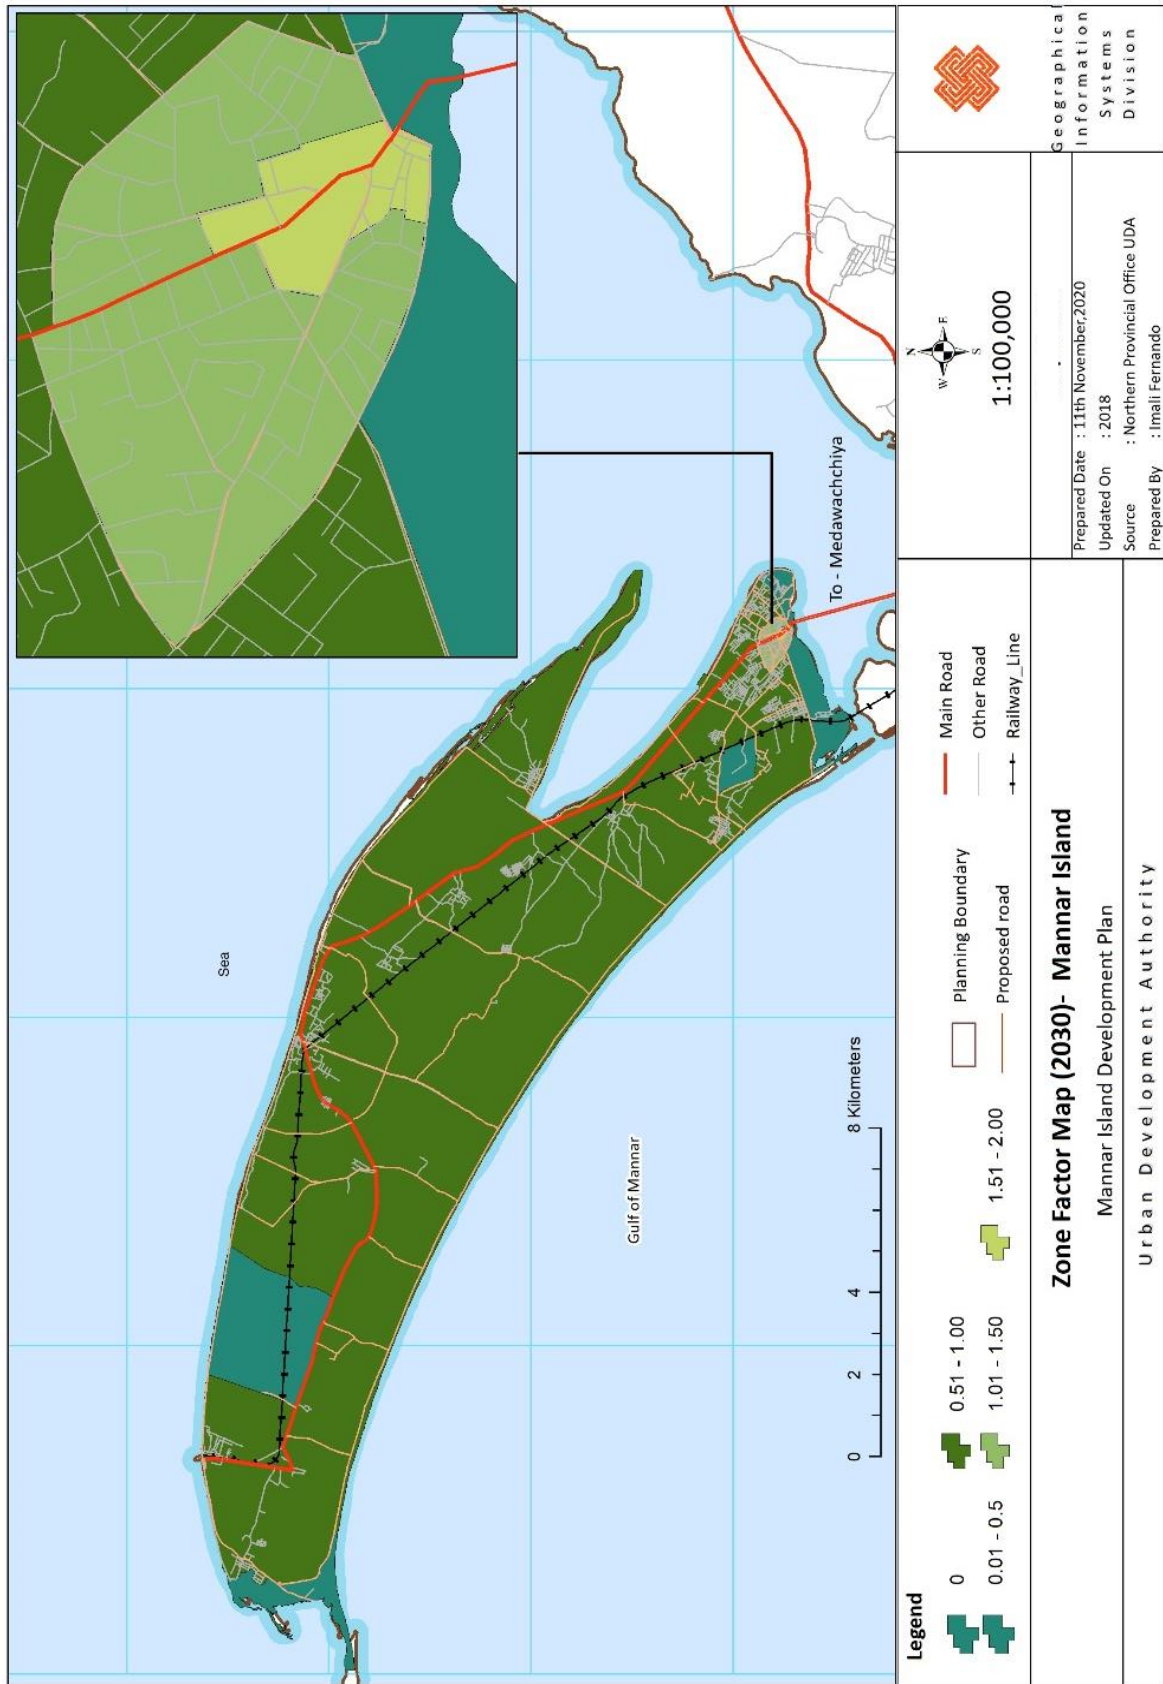 Sea
Gulf of Mannar
To - Medawachchiya
0 2 4 8 Kilometers
Legend
0
0.01 - 0.5
0.51 - 1.00
1.01 - 1.50
1.51 - 2.00
Planning Boundary
Proposed road
Main Road
Other Road
Railway_Line
Zone Factor Map (2030)- Mannar Island
Mannar Island Development Plan
Urban Development Authority
N
W E
S
1:100,000
Prepared Date : 11th November,2020
Updated On : 2018
Source : Northern Provincial Office UDA
Prepared By : Imali Fernando
Geographical
Information
Systems
Division